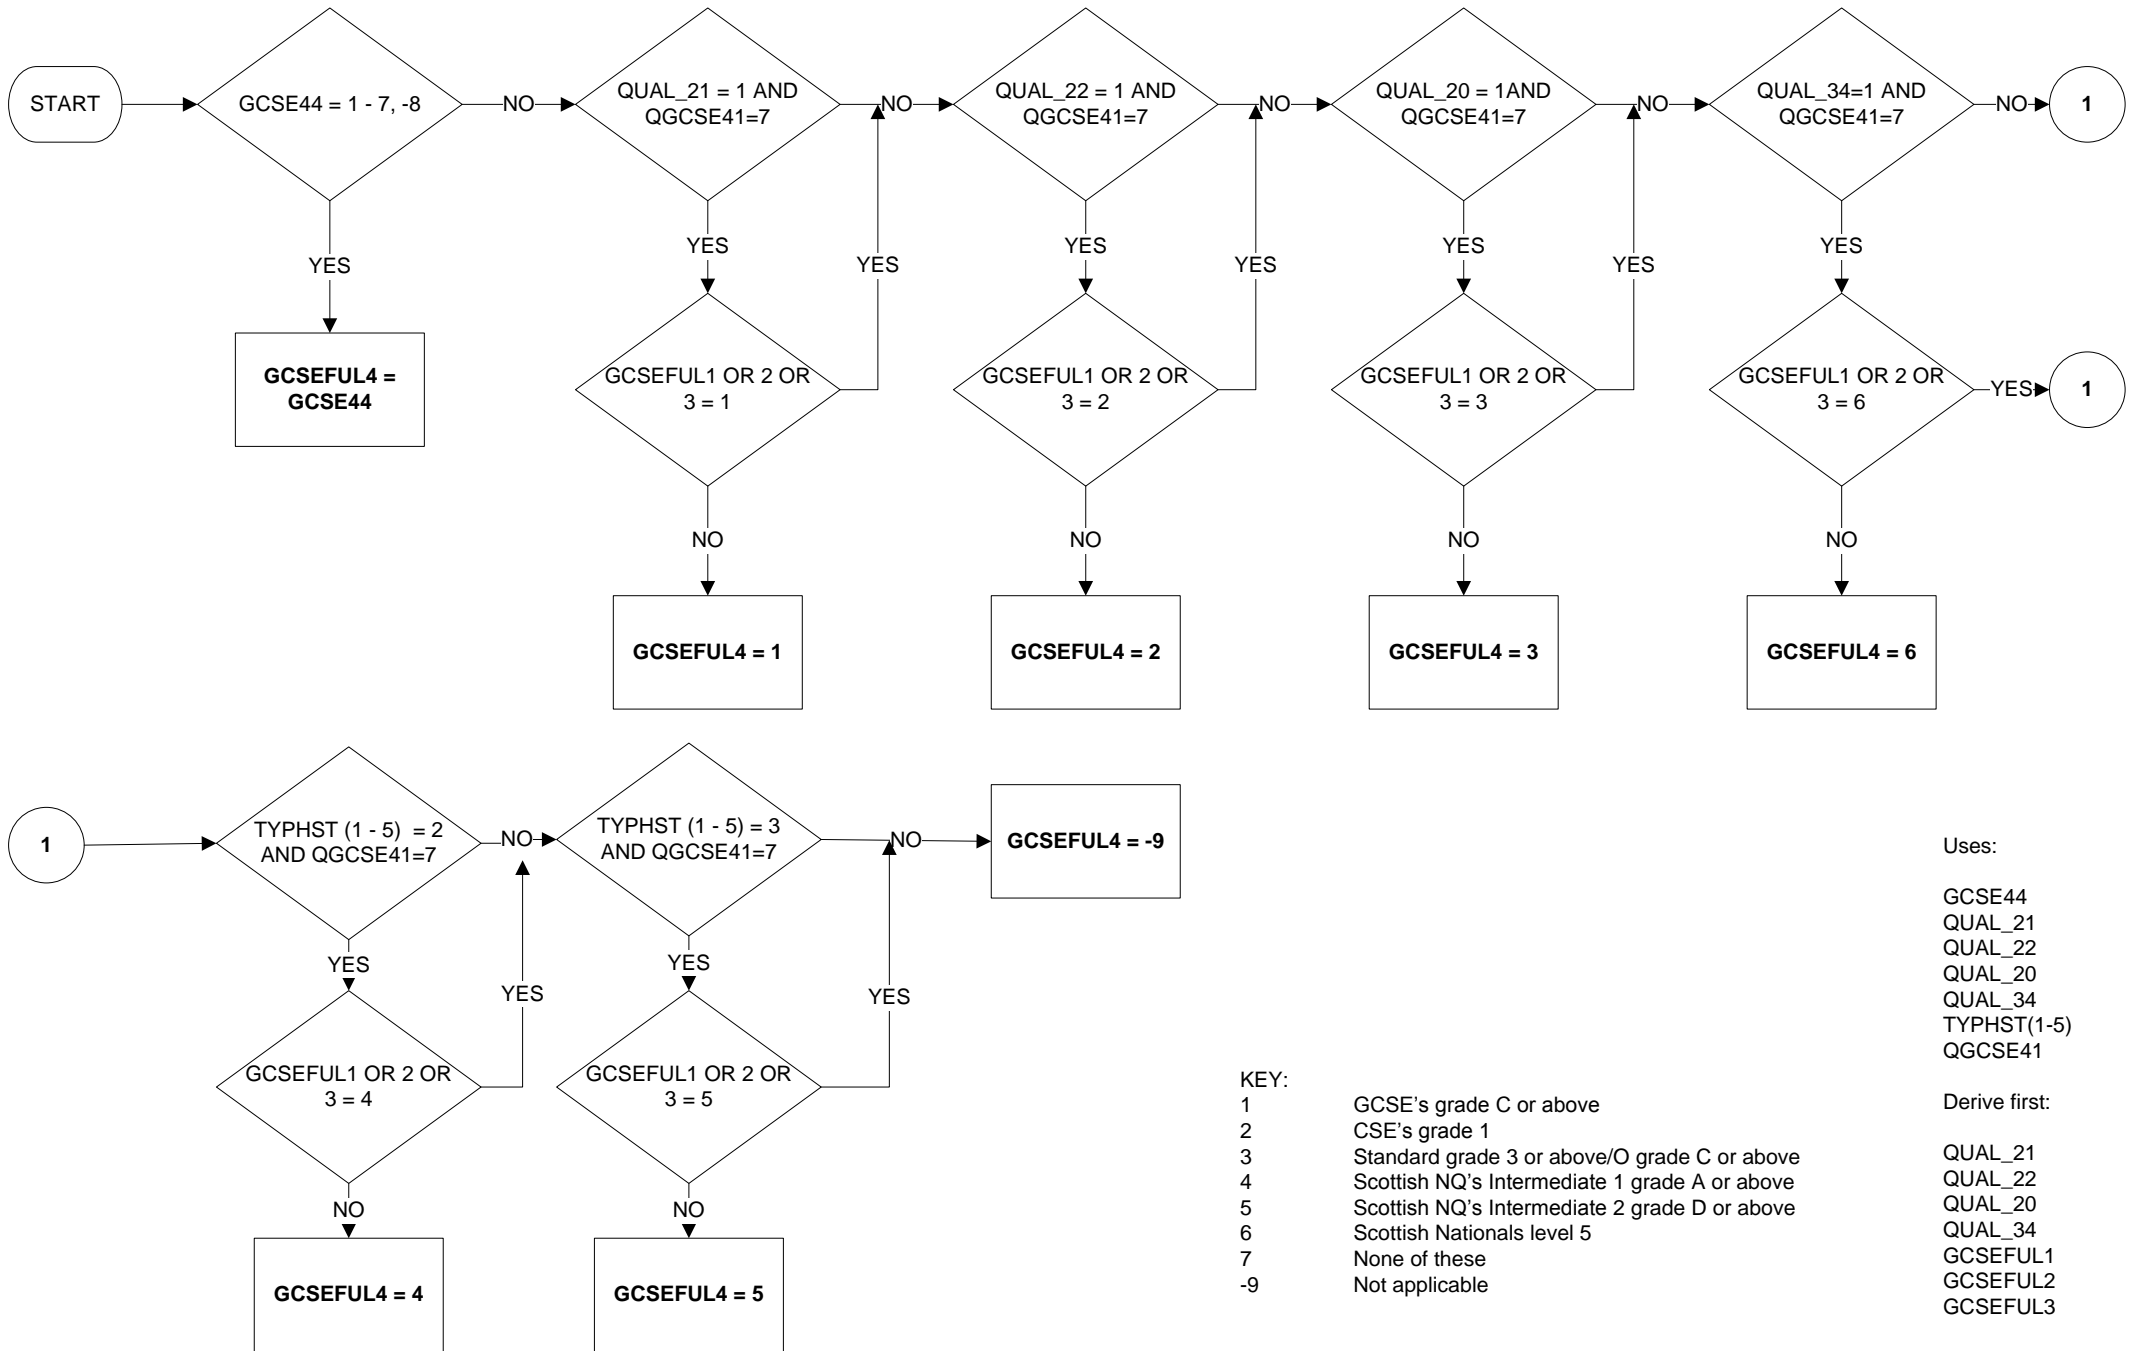 START
GCSE44 = 1 - 7, -8
NO
QUAL_21 = 1 AND
QGCSE41=7
NO
QUAL_22 = 1 AND
QGCSE41=7
NO
QUAL_20 = 1AND
QGCSE41=7
NO
QUAL_34=1 AND
QGCSE41=7
NO
1
YES
YES
YES
YES
YES
YES
YES
YES
GCSEFUL4 =
GCSE44
GCSEFUL1 OR 2 OR
3 = 1
GCSEFUL1 OR 2 OR
3 = 2
GCSEFUL1 OR 2 OR
3 = 3
GCSEFUL1 OR 2 OR
3 = 6
YES
1
NO
NO
NO
NO
GCSEFUL4 = 1
GCSEFUL4 = 2
GCSEFUL4 = 3
GCSEFUL4 = 6
1
TYPHST (1 - 5)  = 2
AND QGCSE41=7
NO
TYPHST (1 - 5) = 3
AND QGCSE41=7
NO
GCSEFUL4 = -9
YES
YES
YES
YES
GCSEFUL1 OR 2 OR
3 = 4
GCSEFUL1 OR 2 OR
3 = 5
NO
NO
GCSEFUL4 = 4
GCSEFUL4 = 5
KEY:
1 GCSE’s grade C or above
2 CSE’s grade 1
3 Standard grade 3 or above/O grade C or above
4 Scottish NQ’s Intermediate 1 grade A or above
5 Scottish NQ’s Intermediate 2 grade D or above
6 Scottish Nationals level 5
7 None of these
-9 Not applicable
Uses:
GCSE44
QUAL_21
QUAL_22
QUAL_20
QUAL_34
TYPHST(1-5)
QGCSE41
Derive first:
QUAL_21
QUAL_22
QUAL_20
QUAL_34
GCSEFUL1
GCSEFUL2
GCSEFUL3